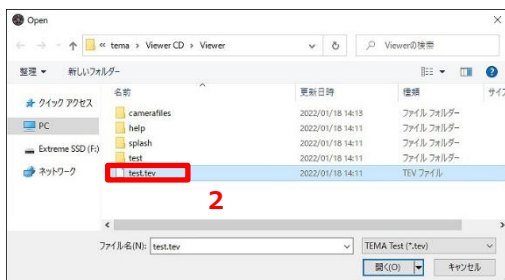 Open
« tema › Viewer CD › Viewer
Viewerの検索
整理 新しいフォルダー
名前 更新日時 種類 サイズ
クイック アクセス
PC
Extreme SSD (F:)
ネットワーク
camerafiles 2022/01/18 14:13 ファイル フォルダー
help 2022/01/18 14:11 ファイル フォルダー
splash 2022/01/18 14:11 ファイル フォルダー
test 2022/01/18 14:11 ファイル フォルダー
test.tev 2022/01/18 14:11 TEV ファイル
2
ファイル名(N): test.tev TEMA Test (*.tev)
開く(O) キャンセル